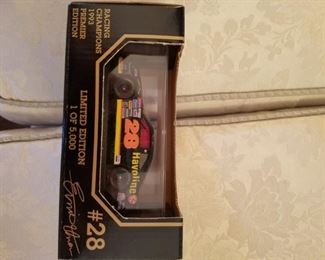 RACING CHAMPIONS
1993
PREMIER
EDITION
LIMITED EDITION
1 OF 5,000
#28
28
Havoline